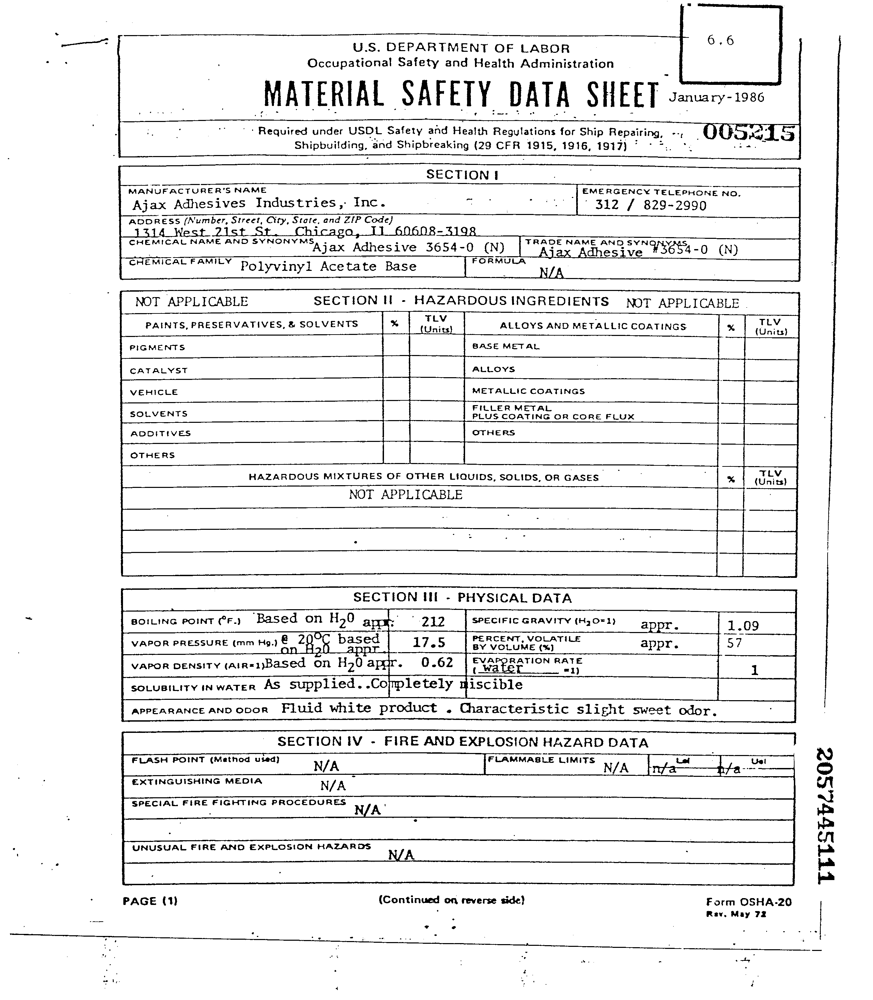 6.6
U.S. DEPARTMENT OF LABOR
Occupational Safety and Health Administration
MATERIAL SAFETY DATA SHEET January-1986
Required under USDL Safety and Health Regulations for Ship Repairing, 005215
Shipbuilding, and Shipbreaking (29 CFR 1915, 1916, 1917)
SECTION I
MANUFACTURER'S NAME EMERGENCY TELEPHONE NO.
Ajax Adhesives Industries, Inc. 312 / 829-2990
ADDRESS (Number, Street, City, State, and ZIP Code)
1314 West 21st St. Chicago, Il 60608-3198
CHEMICAL NAME AND SYNONYMS Ajax Adhesive 3654-0 (N) TRADE NAME AND SYNONYMS Ajax Adhesive #3654-0 (N)
CHEMICAL FAMILY Polyvinyl Acetate Base FORMULA N/A
NOT APPLICABLE SECTION II - HAZARDOUS INGREDIENTS NOT APPLICABLE
PAINTS, PRESERVATIVES, & SOLVENTS % TLV (Units) ALLOYS AND METALLIC COATINGS % TLV (Units)
PIGMENTS BASE METAL
CATALYST ALLOYS
VEHICLE METALLIC COATINGS
SOLVENTS FILLER METAL PLUS COATING OR CORE FLUX
ADDITIVES OTHERS
OTHERS
HAZARDOUS MIXTURES OF OTHER LIQUIDS, SOLIDS, OR GASES % TLV (Units)
NOT APPLICABLE
SECTION III - PHYSICAL DATA
BOILING POINT (°F.) Based on H2O appr. 212 SPECIFIC GRAVITY (H2O=1) appr. 1.09
VAPOR PRESSURE (mm Hg.) @ 20°C based on H2O appr. 17.5 PERCENT, VOLATILE BY VOLUME (%) appr. 57
VAPOR DENSITY (AIR=1) Based on H2O appr. 0.62 EVAPORATION RATE (water =1) 1
SOLUBILITY IN WATER As supplied..Completely miscible
APPEARANCE AND ODOR Fluid white product . Characteristic slight sweet odor.
SECTION IV - FIRE AND EXPLOSION HAZARD DATA
FLASH POINT (Method used) N/A FLAMMABLE LIMITS N/A Lel n/a Uel n/a
EXTINGUISHING MEDIA N/A
SPECIAL FIRE FIGHTING PROCEDURES N/A
UNUSUAL FIRE AND EXPLOSION HAZARDS N/A
PAGE (1) (Continued on reverse side) Form OSHA-20
Rev. May 72
2057445111